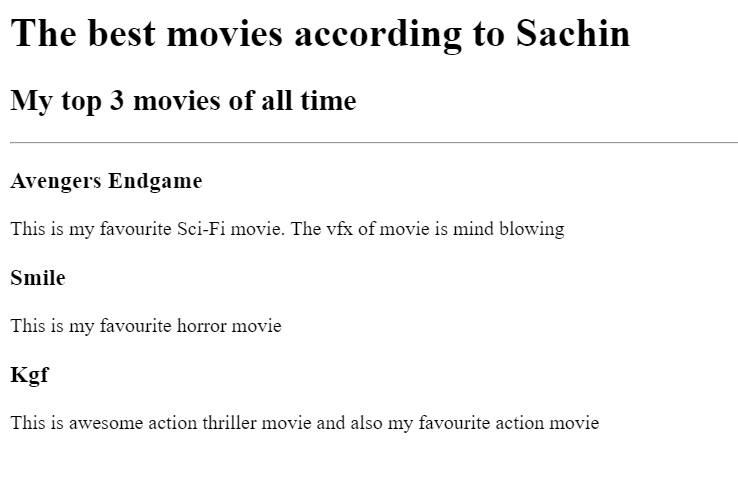 The best movies according to Sachin
My top 3 movies of all time
Avengers Endgame
This is my favourite Sci-Fi movie. The vfx of movie is mind blowing
Smile
This is my favourite horror movie
Kgf
This is awesome action thriller movie and also my favourite action movie